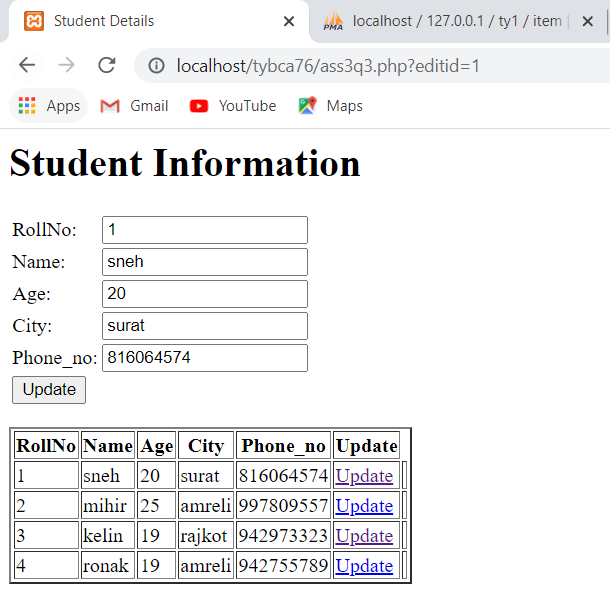 Student Details
localhost / 127.0.0.1 / ty1 / item |
localhost/tybca76/ass3q3.php?editid=1
Apps Gmail YouTube Maps
Student Information
RollNo: 1
Name: sneh
Age: 20
City: surat
Phone_no: 816064574
Update
RollNo Name Age City Phone_no Update
1 sneh 20 surat 816064574 Update
2 mihir 25 amreli 997809557 Update
3 kelin 19 rajkot 942973323 Update
4 ronak 19 amreli 942755789 Update